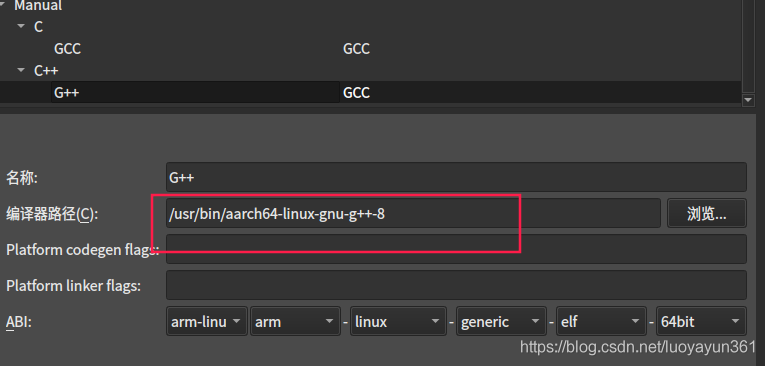 Manual
C
GCC GCC
C++
G++ GCC
名称: G++
编译器路径(C): /usr/bin/aarch64-linux-gnu-g++-8 浏览...
Platform codegen flags:
Platform linker flags:
ABI: arm-linu arm - linux - generic - elf - 64bit
https://blog.csdn.net/luoyayun361